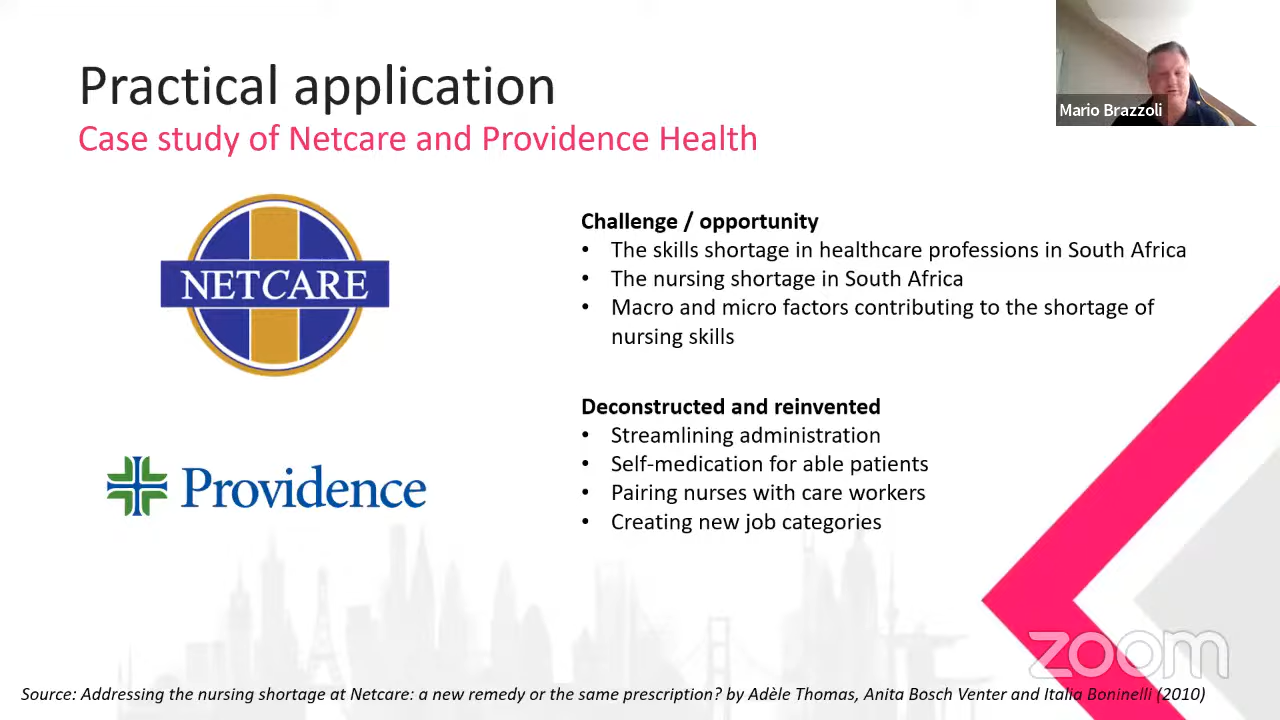 Practical application
Case study of Netcare and Providence Health
Mario Brazzoli
NETCARE
Providence
Challenge / opportunity
• The skills shortage in healthcare professions in South Africa
• The nursing shortage in South Africa
• Macro and micro factors contributing to the shortage of
nursing skills
Deconstructed and reinvented
• Streamlining administration
• Self-medication for able patients
• Pairing nurses with care workers
• Creating new job categories
zoom
Source: Addressing the nursing shortage at Netcare: a new remedy or the same prescription? by Adèle Thomas, Anita Bosch Venter and Italia Boninelli (2010)